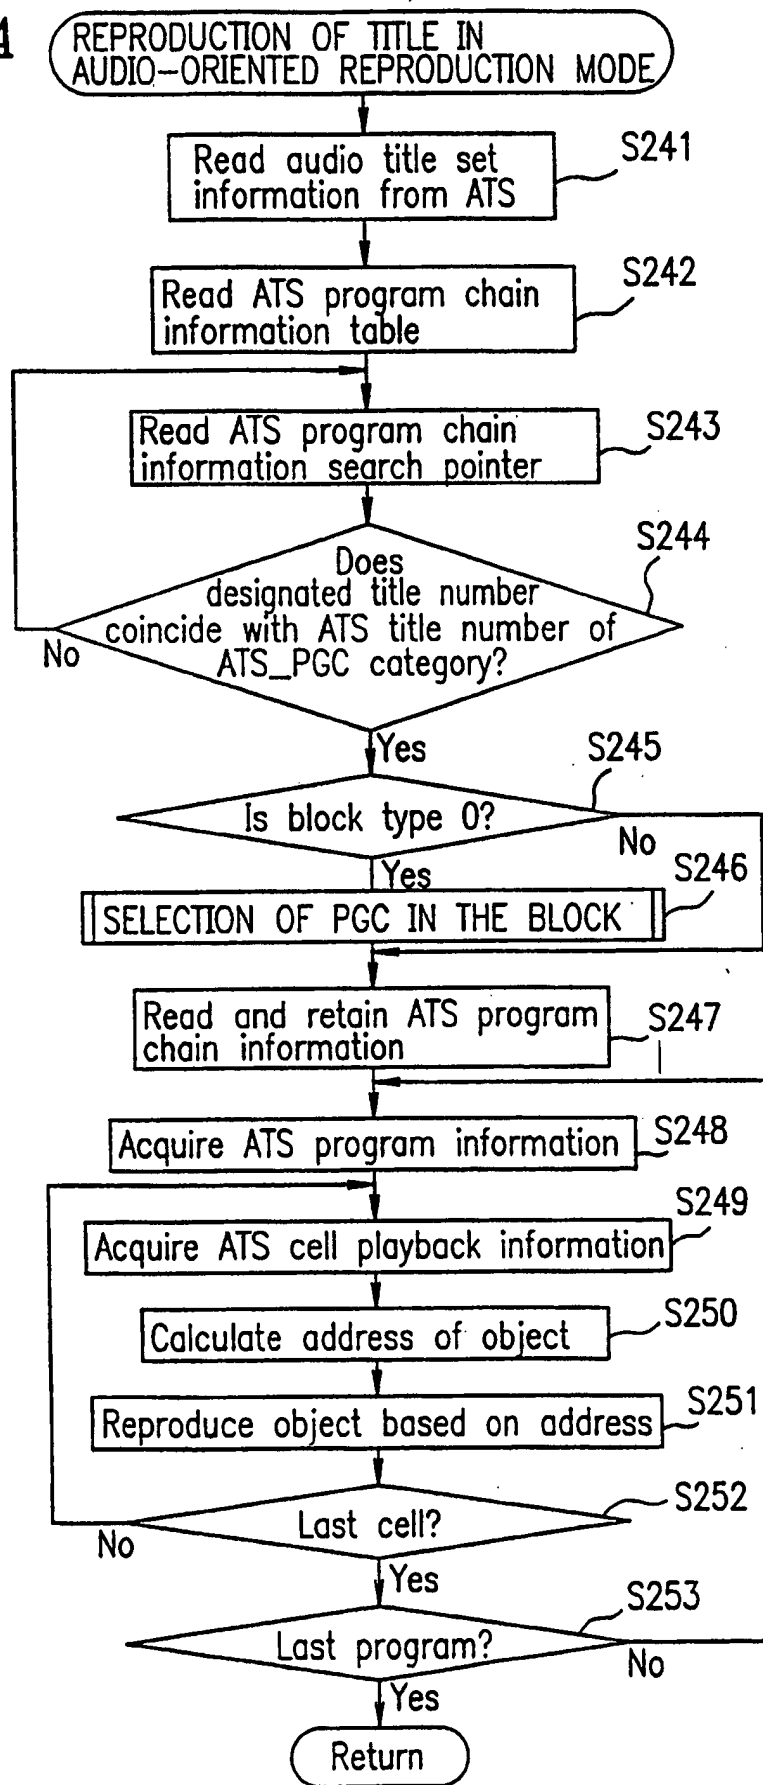 REPRODUCTION OF TITLE IN
AUDIO-ORIENTED REPRODUCTION MODE
Read audio title set
information from ATS
S241
Read ATS program chain
information table
S242
Read ATS program chain
information search pointer
S243
Does
designated title number
coincide with ATS title number of
ATS_PGC category?
S244
No
Yes
Is block type 0?
S245
No
Yes
SELECTION OF PGC IN THE BLOCK
S246
Read and retain ATS program
chain information
S247
Acquire ATS program information
S248
Acquire ATS cell playback information
S249
Calculate address of object
S250
Reproduce object based on address
S251
Last cell?
S252
No
Yes
Last program?
S253
No
Yes
Return